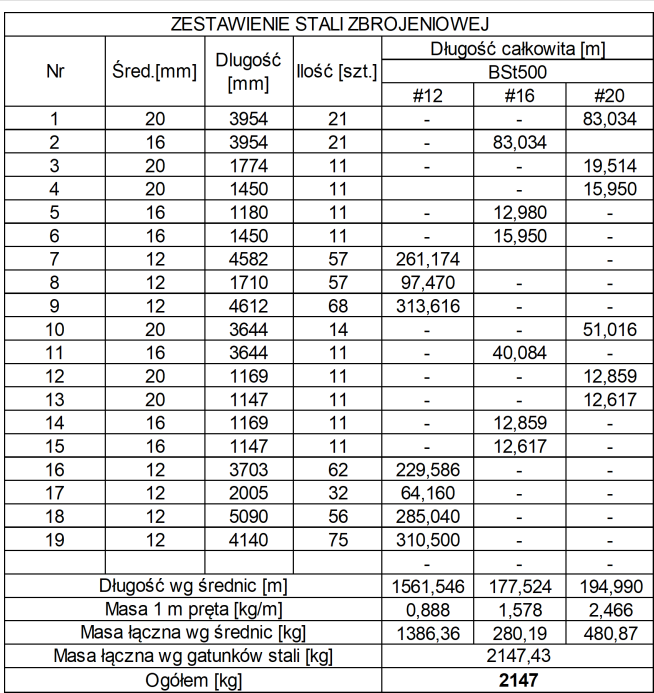 ZESTAWIENIE STALI ZBROJENIOWEJ
Nr Śred.[mm] Dlugość [mm] Ilość [szt.] Długość całkowita [m]
BSt500
#12 #16 #20
1 20 3954 21 - - 83,034
2 16 3954 21 - 83,034 -
3 20 1774 11 - - 19,514
4 20 1450 11 - - 15,950
5 16 1180 11 - 12,980 -
6 16 1450 11 - 15,950 -
7 12 4582 57 261,174 -
8 12 1710 57 97,470 - -
9 12 4612 68 313,616 - -
10 20 3644 14 - - 51,016
11 16 3644 11 - 40,084 -
12 20 1169 11 - - 12,859
13 20 1147 11 - - 12,617
14 16 1169 11 - 12,859 -
15 16 1147 11 - 12,617 -
16 12 3703 62 229,586 - -
17 12 2005 32 64,160 - -
18 12 5090 56 285,040 - -
19 12 4140 75 310,500 - -
- - -
Długość wg średnic [m] 1561,546 177,524 194,990
Masa 1 m pręta [kg/m] 0,888 1,578 2,466
Masa łączna wg średnic [kg] 1386,36 280,19 480,87
Masa łączna wg gatunków stali [kg] 2147,43
Ogółem [kg] 2147